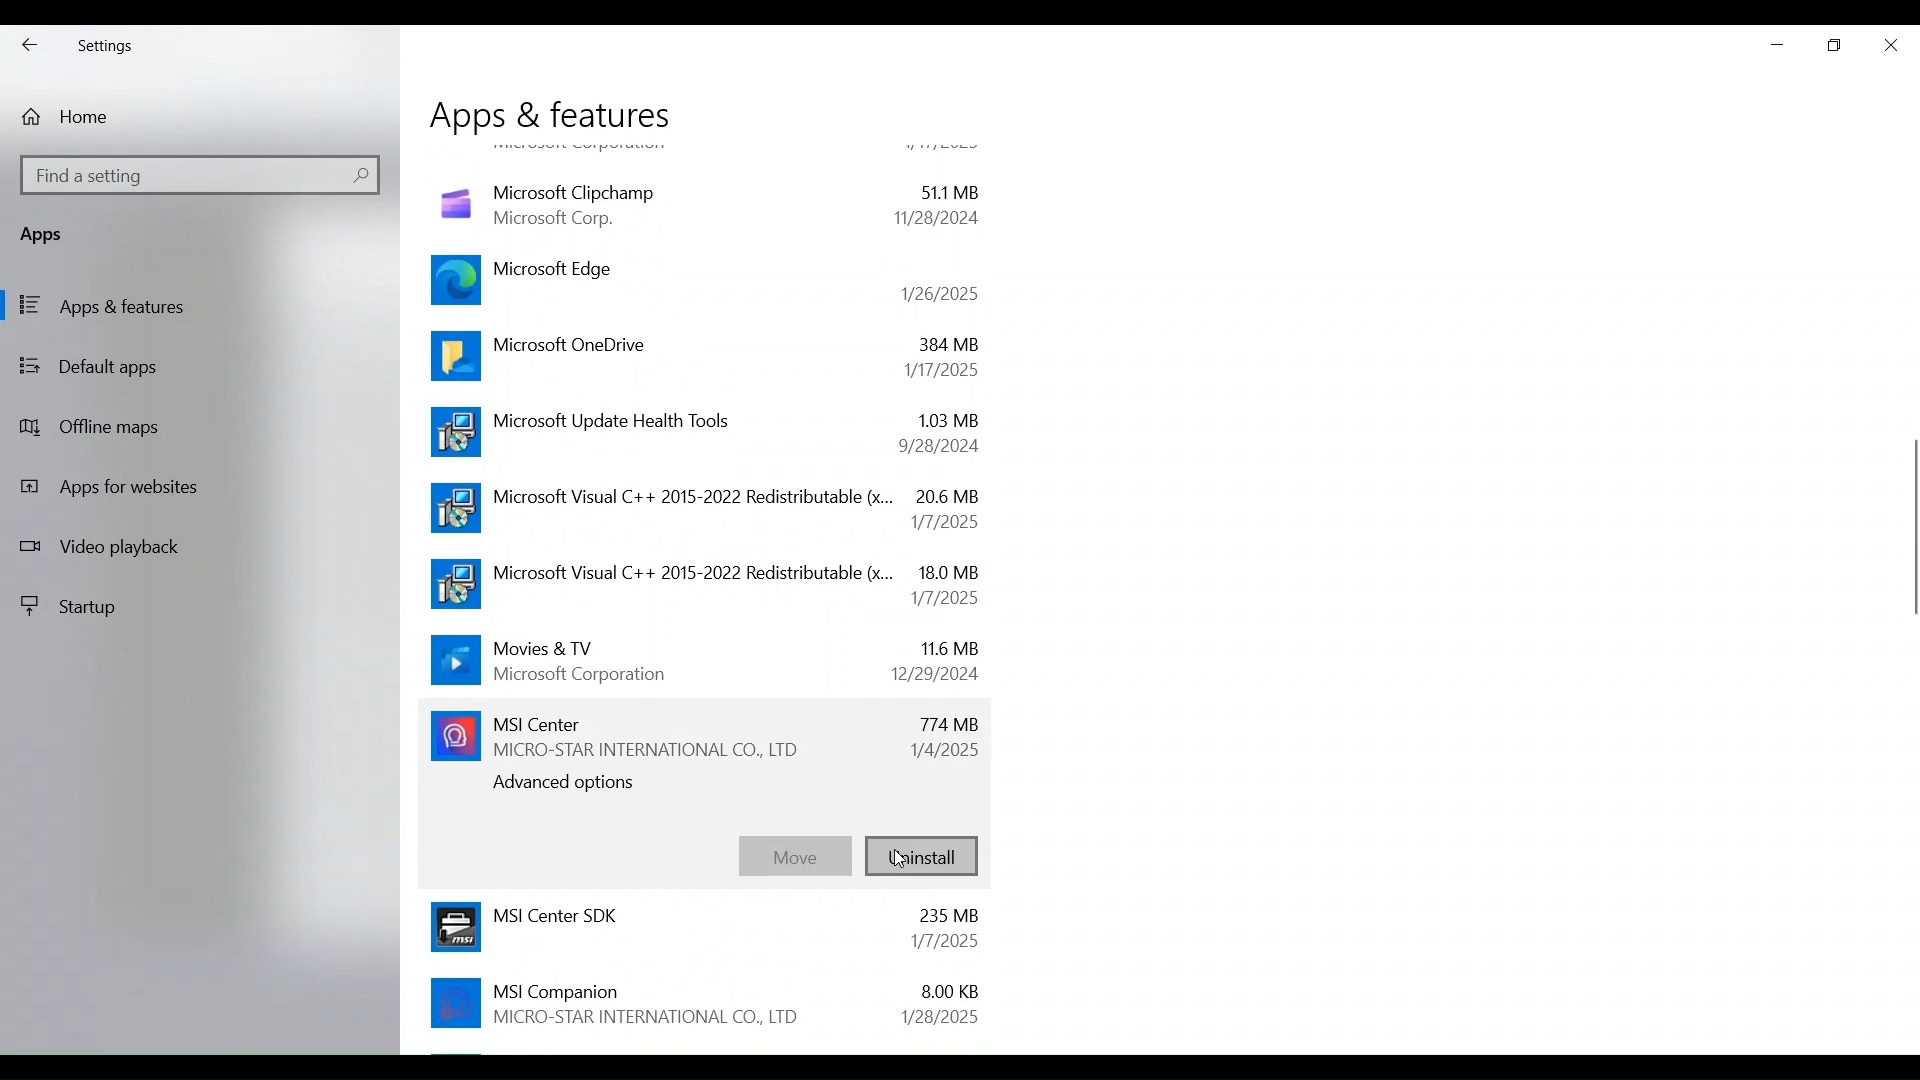 Settings
Home
Find a setting
Apps
Apps & features
Default apps
Offline maps
Apps for websites
Video playback
Startup
Apps & features
Microsoft Clipchamp 51.1 MB
Microsoft Corp. 11/28/2024
Microsoft Edge
1/26/2025
Microsoft OneDrive 384 MB
1/17/2025
Microsoft Update Health Tools 1.03 MB
9/28/2024
Microsoft Visual C++ 2015-2022 Redistributable (x... 20.6 MB
1/7/2025
Microsoft Visual C++ 2015-2022 Redistributable (x... 18.0 MB
1/7/2025
Movies & TV 11.6 MB
Microsoft Corporation 12/29/2024
MSI Center 774 MB
MICRO-STAR INTERNATIONAL CO., LTD 1/4/2025
Advanced options
Move Uninstall
MSI Center SDK 235 MB
msi 1/7/2025
MSI Companion 8.00 KB
MICRO-STAR INTERNATIONAL CO., LTD 1/28/2025